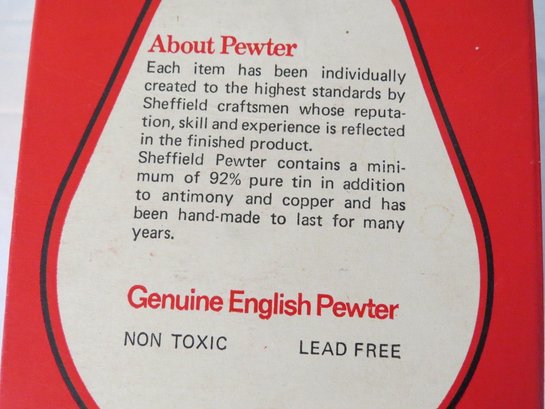 About Pewter
Each item has been individually
created to the highest standards by
Sheffield craftsmen whose reputa-
tion, skill and experience is reflected
in the finished product.
Sheffield Pewter contains a mini-
mum of 92% pure tin in addition
to antimony and copper and has
been hand-made to last for many
years.
Genuine English Pewter
NON TOXIC LEAD FREE